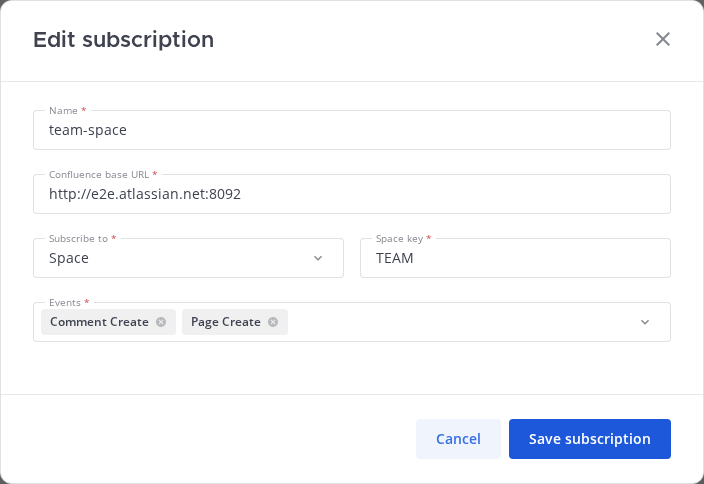 Edit subscription
Name *
team-space
Confluence base URL *
http://e2e.atlassian.net:8092
Subscribe to *
Space
Space key *
TEAM
Events *
Comment Create
Page Create
Cancel
Save subscription